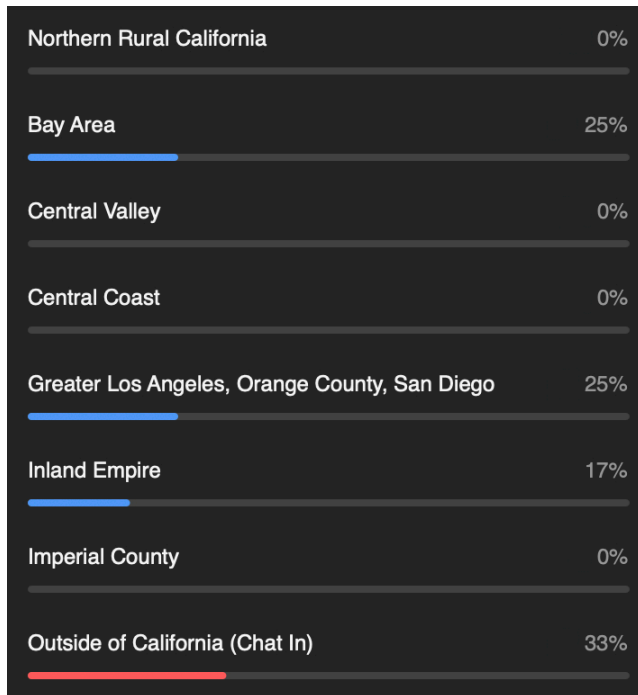 Northern Rural California 0%
Bay Area 25%
Central Valley 0%
Central Coast 0%
Greater Los Angeles, Orange County, San Diego 25%
Inland Empire 17%
Imperial County 0%
Outside of California (Chat In) 33%